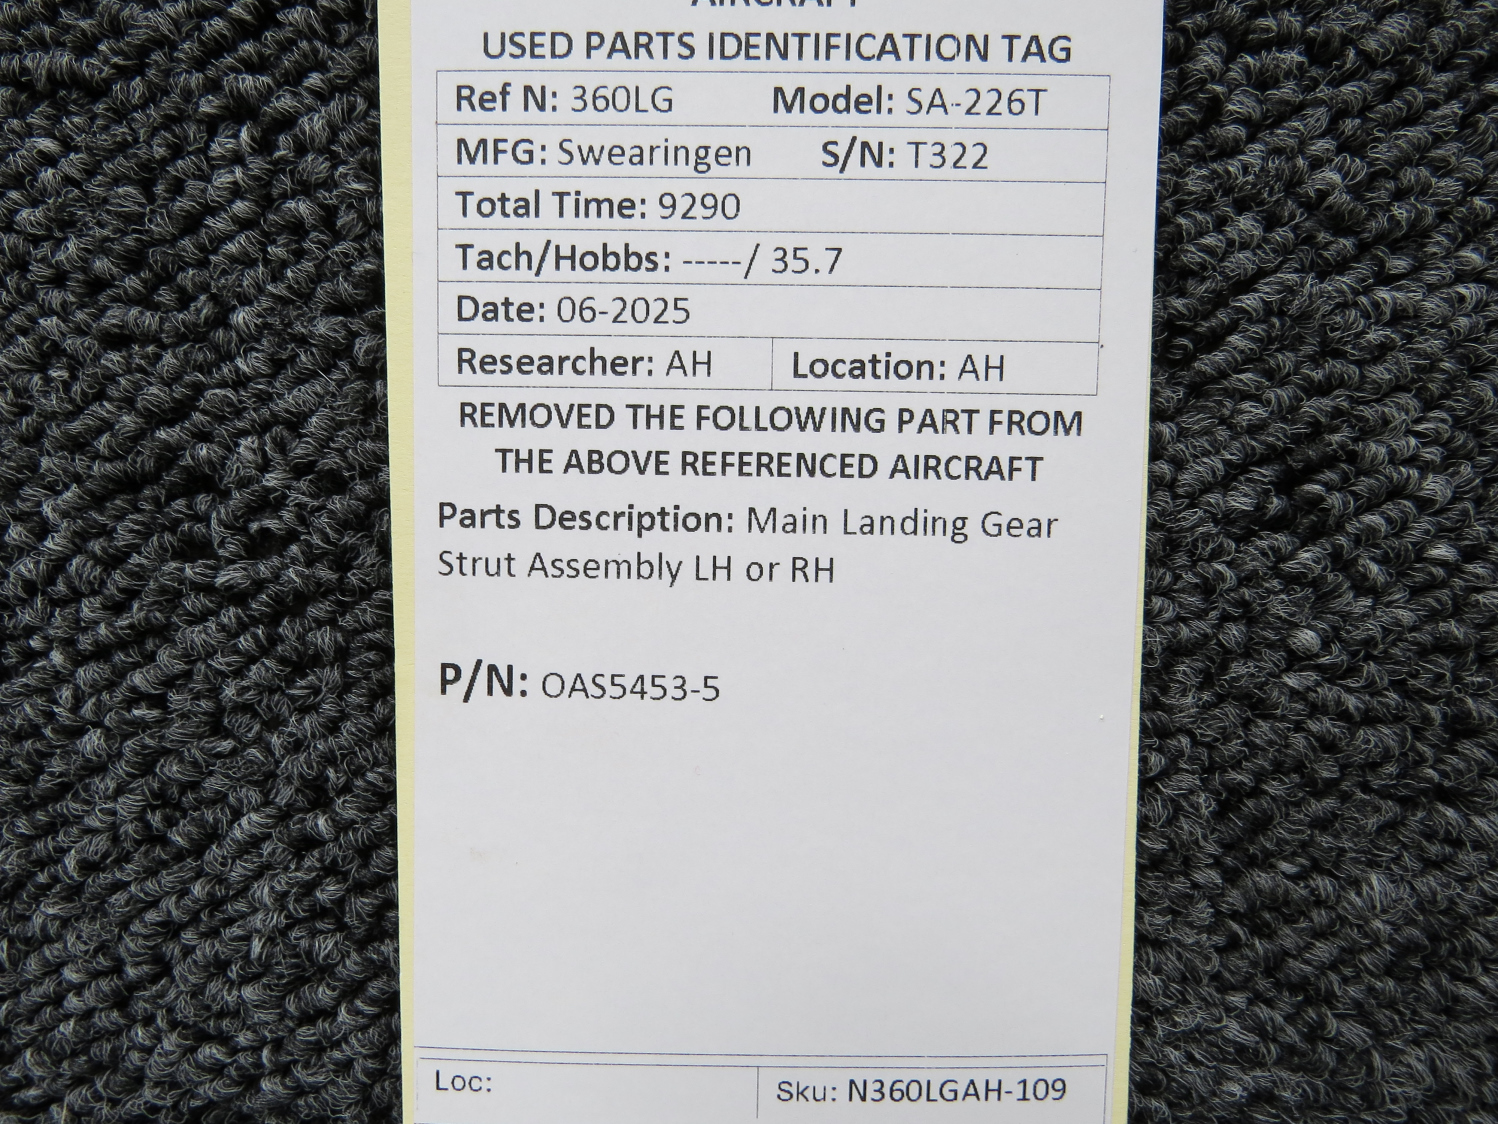 AIRCRAFT
USED PARTS IDENTIFICATION TAG
Ref N: 360LG Model: SA-226T
MFG: Swearingen S/N: T322
Total Time: 9290
Tach/Hobbs: -----/ 35.7
Date: 06-2025
Researcher: AH Location: AH
REMOVED THE FOLLOWING PART FROM
THE ABOVE REFERENCED AIRCRAFT
Parts Description: Main Landing Gear
Strut Assembly LH or RH
P/N: OAS5453-5
Loc: Sku: N360LGAH-109